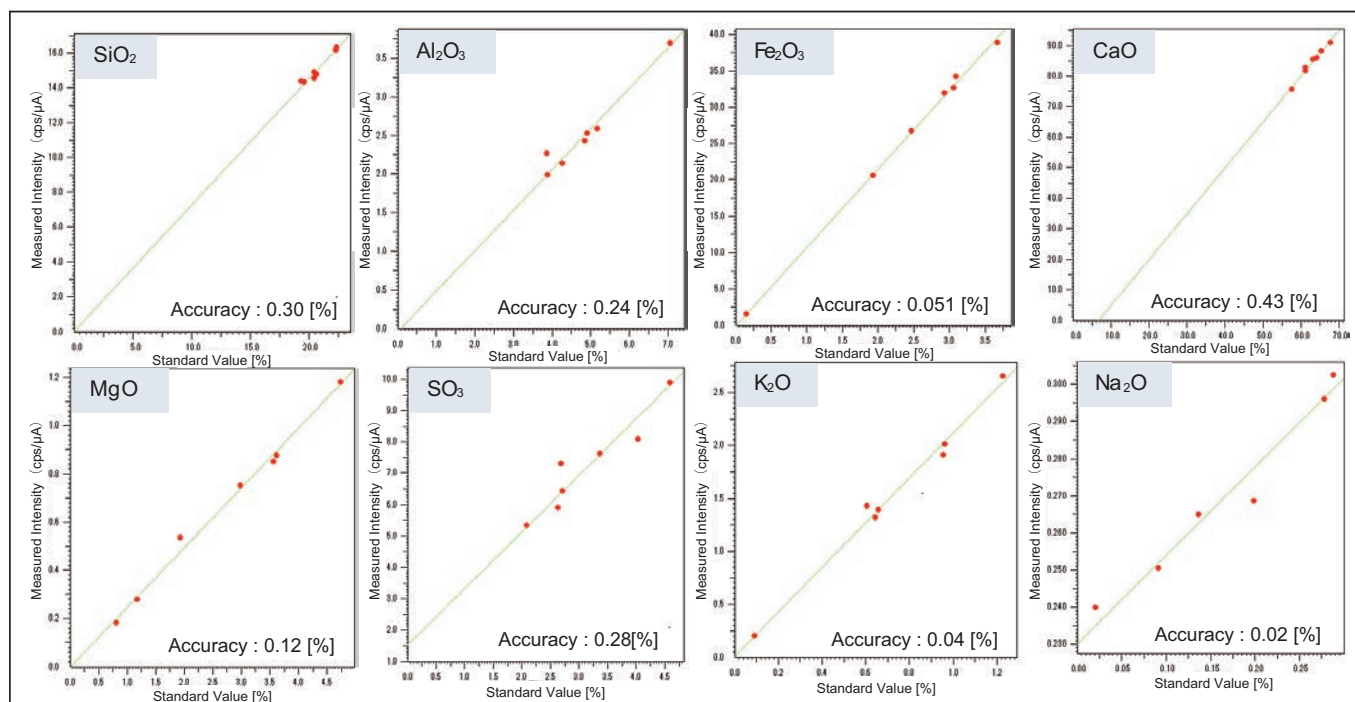 SiO2
Measured Intensity (cps/μA)
16.0
14.0
12.0
10.0
8.0
6.0
4.0
2.0
0.0
0.0 10.0 20.0
Standard Value [%]
Accuracy : 0.30 [%]
Al2O3
Measured Intensity (cps/μA)
3.5
3.0
2.5
2.0
1.5
1.0
0.5
0.0
0.0 1.0 2.0 3.0 4.0 5.0 6.0 7.0
Standard Value [%]
Accuracy : 0.24 [%]
Fe2O3
Measured Intensity (cps/μA)
40.0
35.0
30.0
25.0
20.0
15.0
10.0
5.0
0.0
0.0 0.5 1.0 1.5 2.0 2.5 3.0 3.5
Standard Value [%]
Accuracy : 0.051 [%]
CaO
Measured Intensity (cps/μA)
90.0
80.0
70.0
60.0
50.0
40.0
30.0
20.0
10.0
0.0
0.0 10.0 20.0 30.0 40.0 50.0 60.0 70.0
Standard Value [%]
Accuracy : 0.43 [%]
MgO
Measured Intensity (cps/μA)
1.2
1.0
0.8
0.6
0.4
0.2
0.0
0.0 0.5 1.0 1.5 2.0 2.5 3.0 3.5 4.0 4.5
Standard Value [%]
Accuracy : 0.12 [%]
SO3
Measured Intensity (cps/μA)
10.0
9.0
8.0
7.0
6.0
5.0
4.0
3.0
2.0
1.0
0.0 0.5 1.0 1.5 2.0 2.5 3.0 3.5 4.0 4.5
Standard Value [%]
Accuracy : 0.28[%]
K2O
Measured Intensity (cps/μA)
2.5
2.0
1.5
1.0
0.5
0.0
0.0 0.2 0.4 0.6 0.8 1.0 1.2
Standard Value [%]
Accuracy : 0.04 [%]
Na2O
Measured Intensity (cps/μA)
0.300
0.290
0.280
0.270
0.260
0.250
0.240
0.230
0.00 0.05 0.10 0.15 0.20 0.25
Standard Value [%]
Accuracy : 0.02 [%]